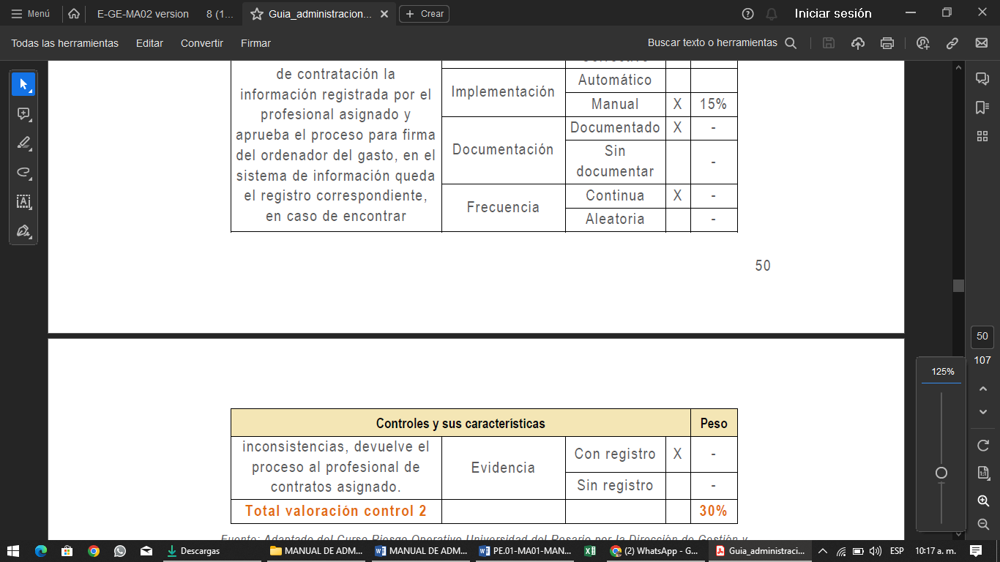 Menú
E-GE-MA02 version
8 (1...
Guia_administracion...
Crear
Iniciar sesión
Todas las herramientas
Editar
Convertir
Firmar
Buscar texto o herramientas
de contratación la
información registrada por el
profesional asignado y
aprueba el proceso para firma
del ordenador del gasto, en el
sistema de información queda
el registro correspondiente,
en caso de encontrar
Implementación
Automático
Manual X 15%
Documentación
Documentado X -
Sin
documentar -
Frecuencia
Continua X -
Aleatoria -
50
50
107
125%
Controles y sus características Peso
inconsistencias, devuelve el
proceso al profesional de
contratos asignado.
Evidencia
Con registro X -
Sin registro -
Total valoración control 2 30%
Fuente: Adaptado del Curso Riesgo Operativo Universidad del Rosario por la Dirección de Gestión y
Descargas
MANUAL DE ADM...
MANUAL DE ADM...
PE.01-MA01-MAN...
(2) WhatsApp - G...
Guia_administraci...
ESP
10:17 a. m.